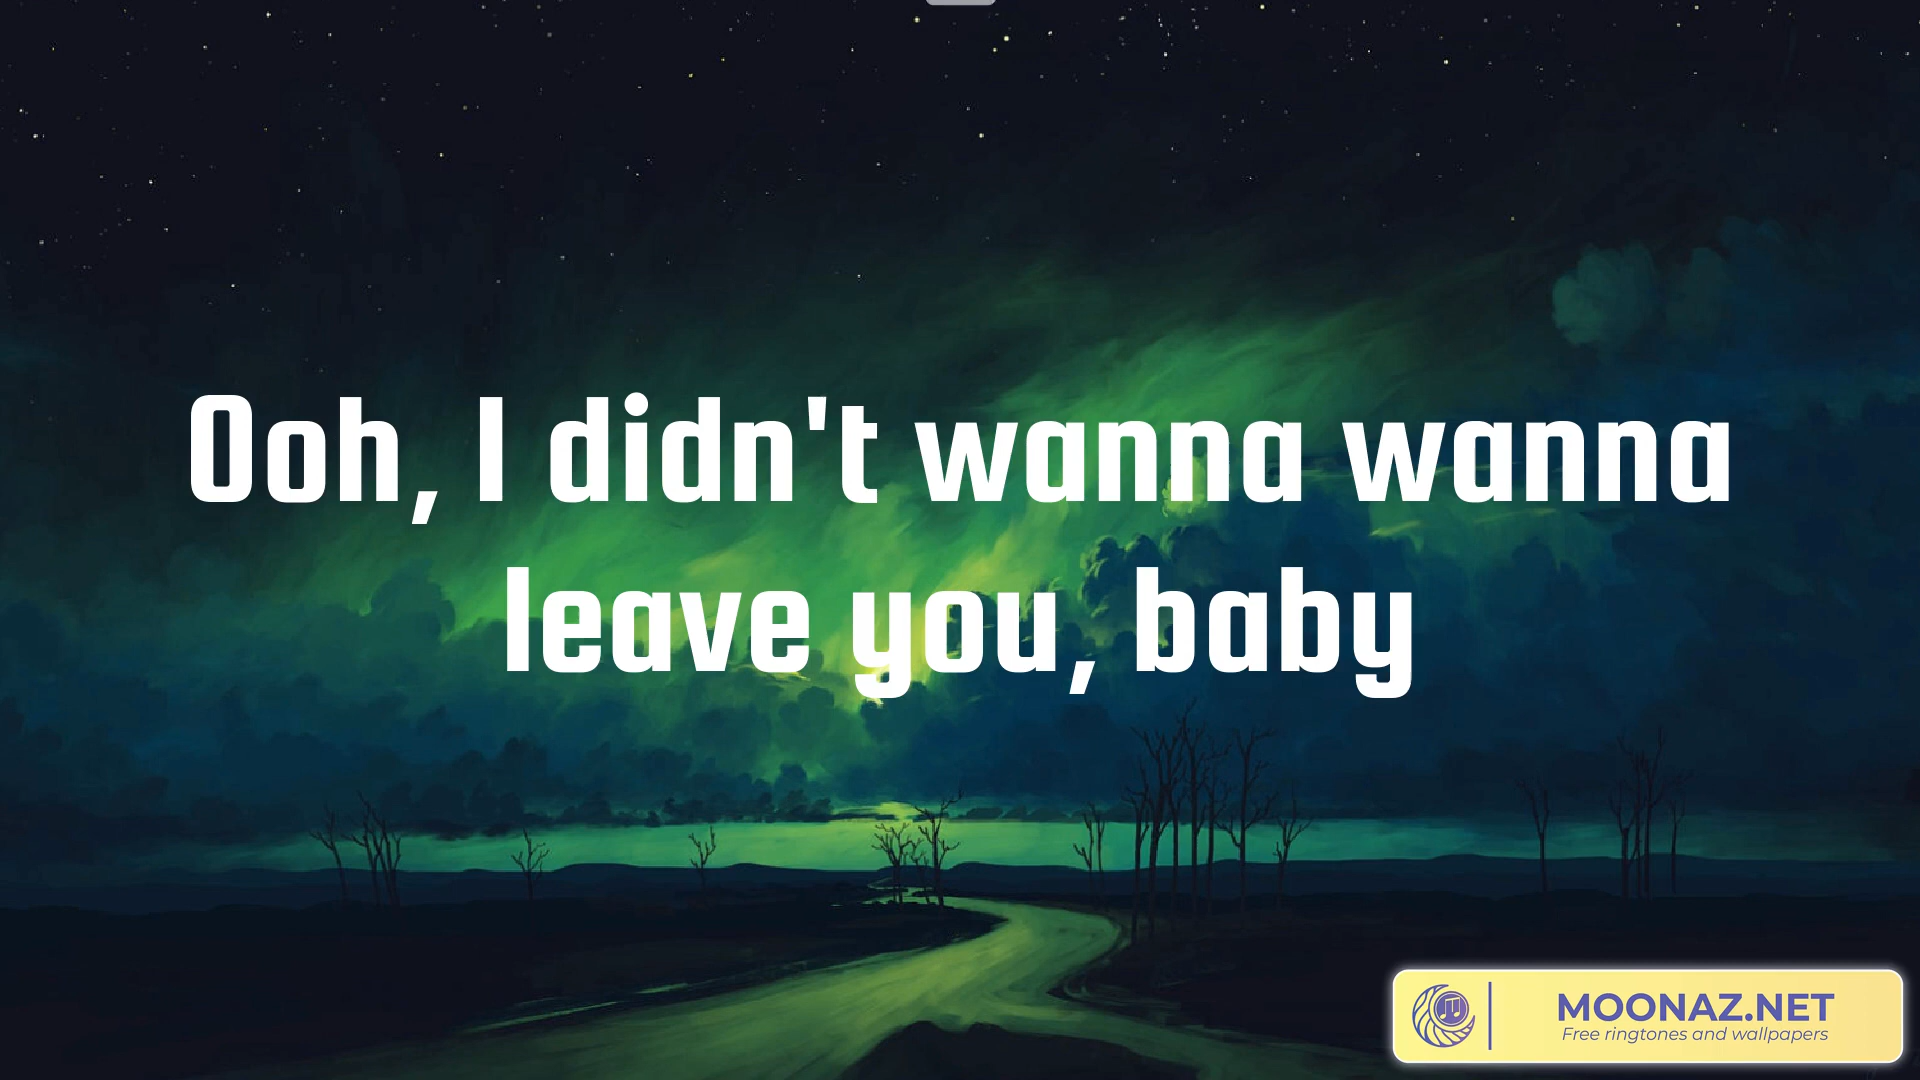 Ooh, I didn't wanna wanna
leave you, baby
MOONAZ.NET
Free ringtones and wallpapers